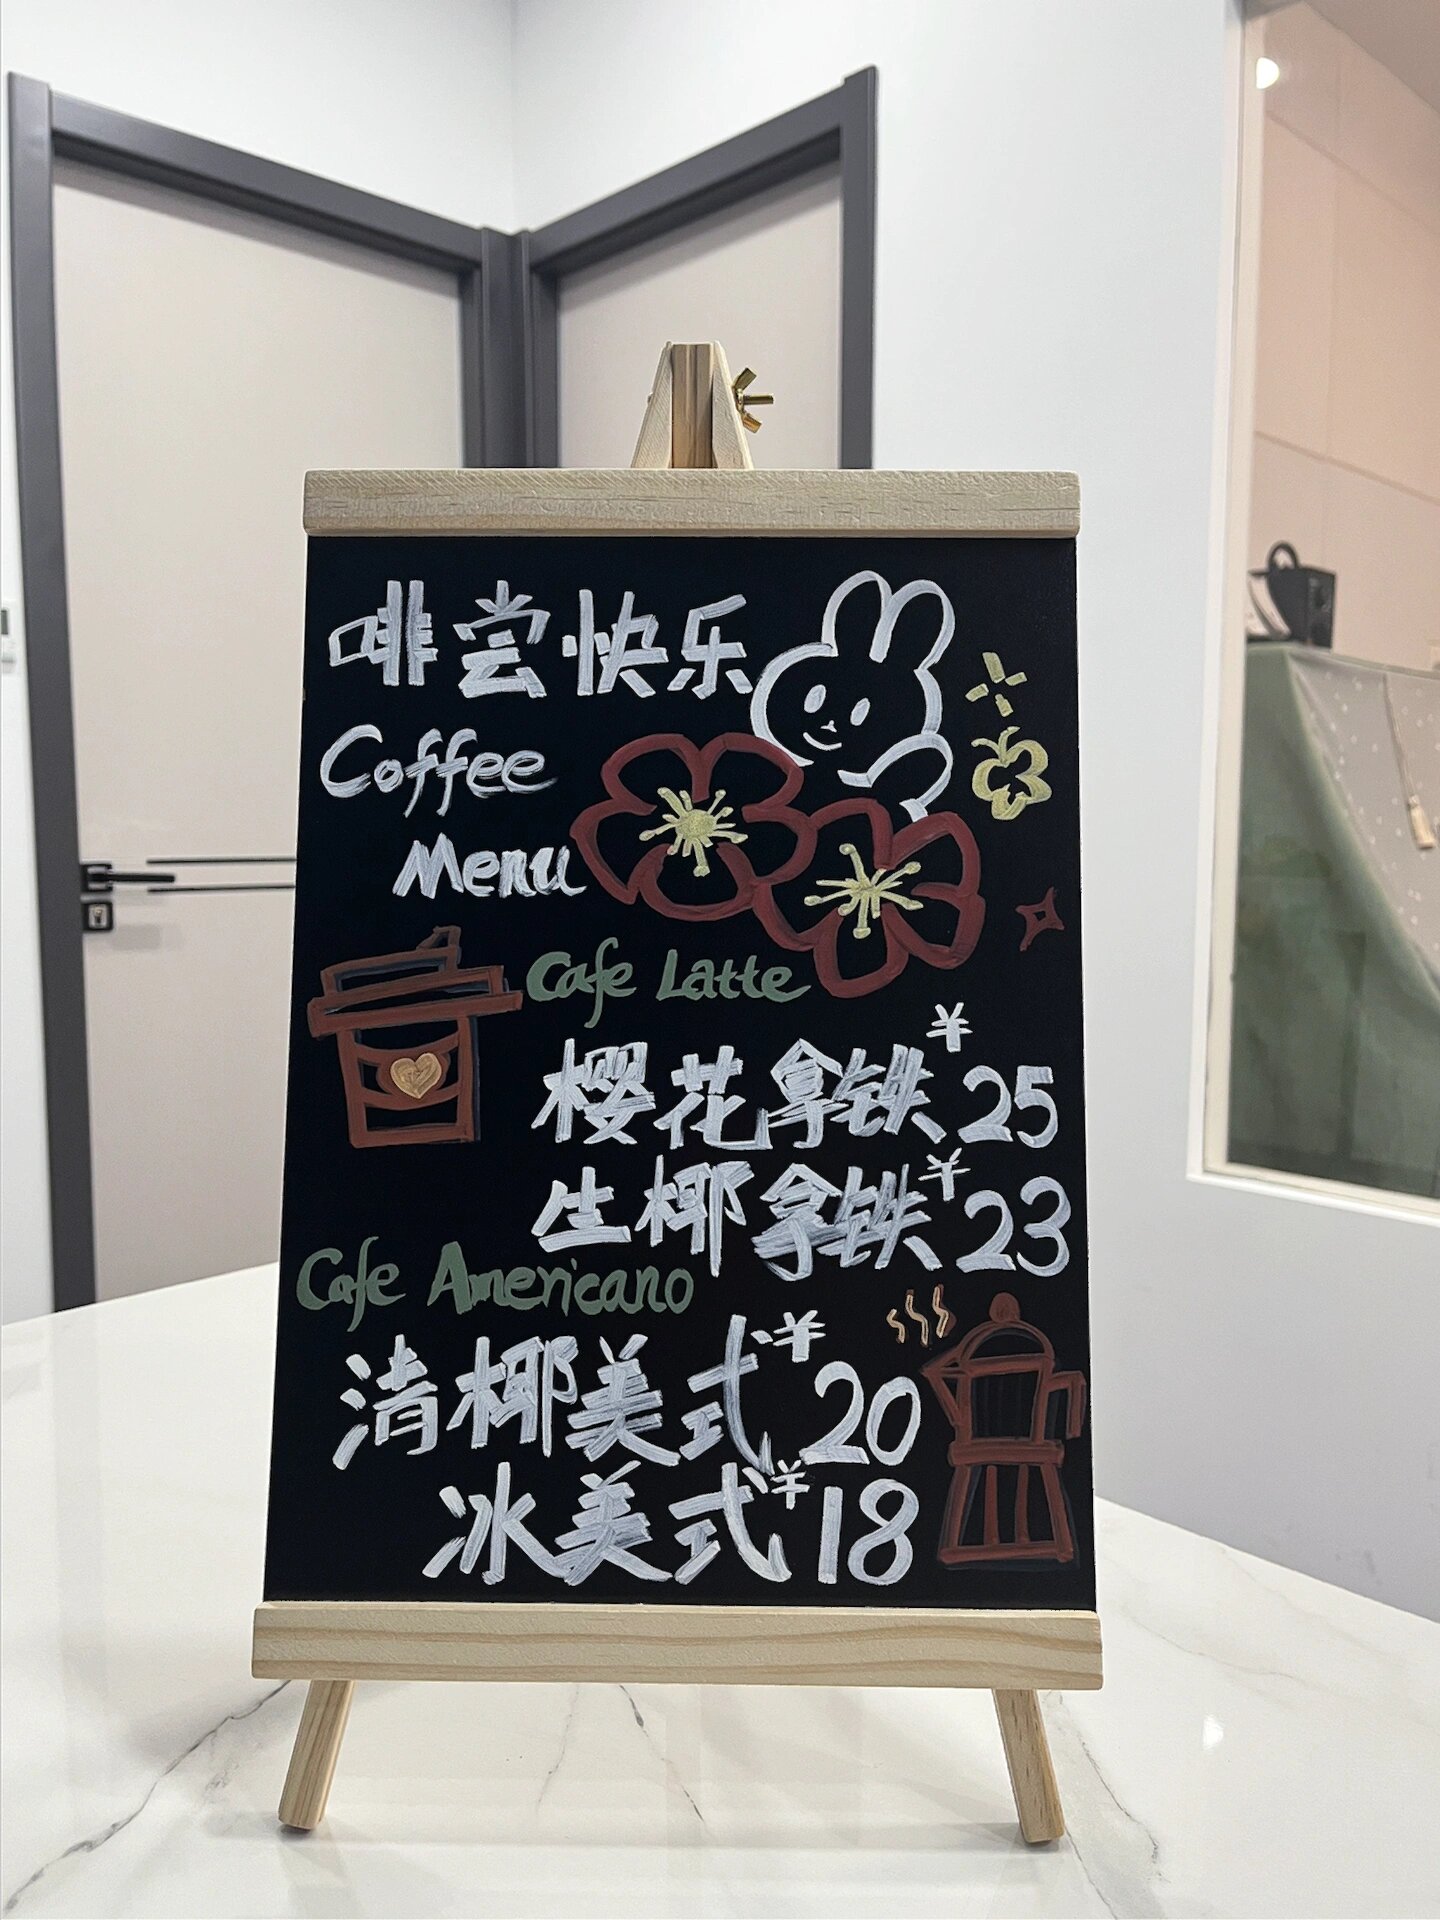 啡尝快乐
Coffee
Menu
Cafe Latte
樱花拿铁 ¥25
生椰拿铁 ¥23
Cafe Americano
清椰美式 ¥20
冰美式 ¥18